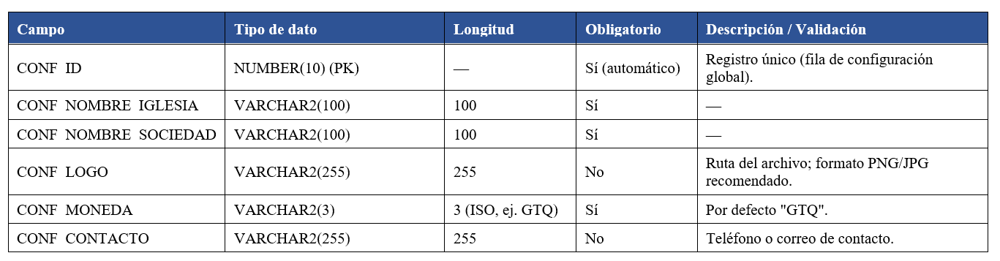 Campo Tipo de dato Longitud Obligatorio Descripción / Validación
CONF ID NUMBER(10) (PK) — Sí (automático) Registro único (fila de configuración
global).
CONF NOMBRE IGLESIA VARCHAR2(100) 100 Sí —
CONF NOMBRE SOCIEDAD VARCHAR2(100) 100 Sí —
CONF LOGO VARCHAR2(255) 255 No Ruta del archivo; formato PNG/JPG
recomendado.
CONF MONEDA VARCHAR2(3) 3 (ISO, ej. GTQ) Sí Por defecto "GTQ".
CONF CONTACTO VARCHAR2(255) 255 No Teléfono o correo de contacto.